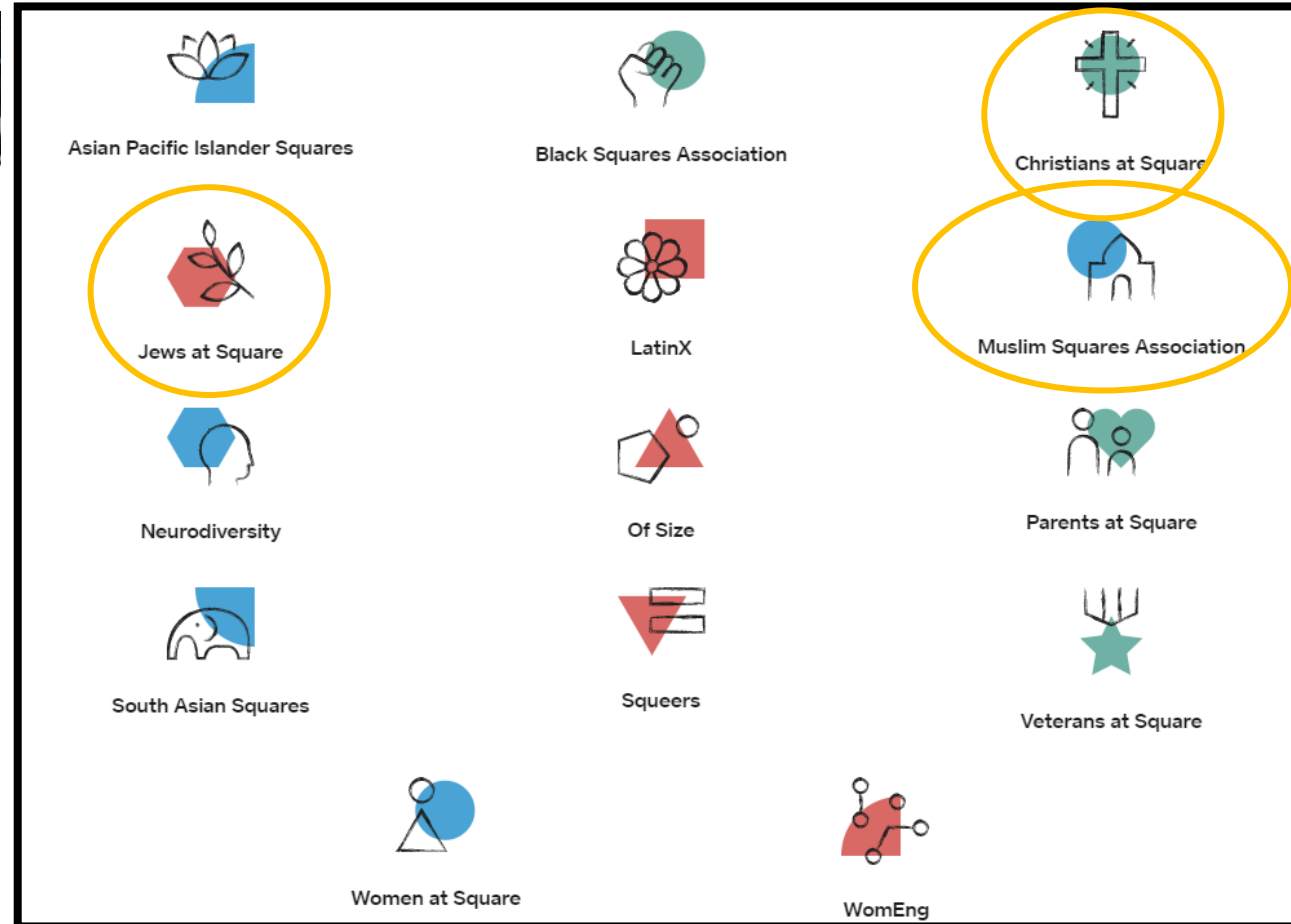 Asian Pacific Islander Squares
Black Squares Association
Christians at Square
Jews at Square
LatinX
Muslim Squares Association
Neurodiversity
Of Size
Parents at Square
South Asian Squares
Squeers
Veterans at Square
Women at Square
WomEng